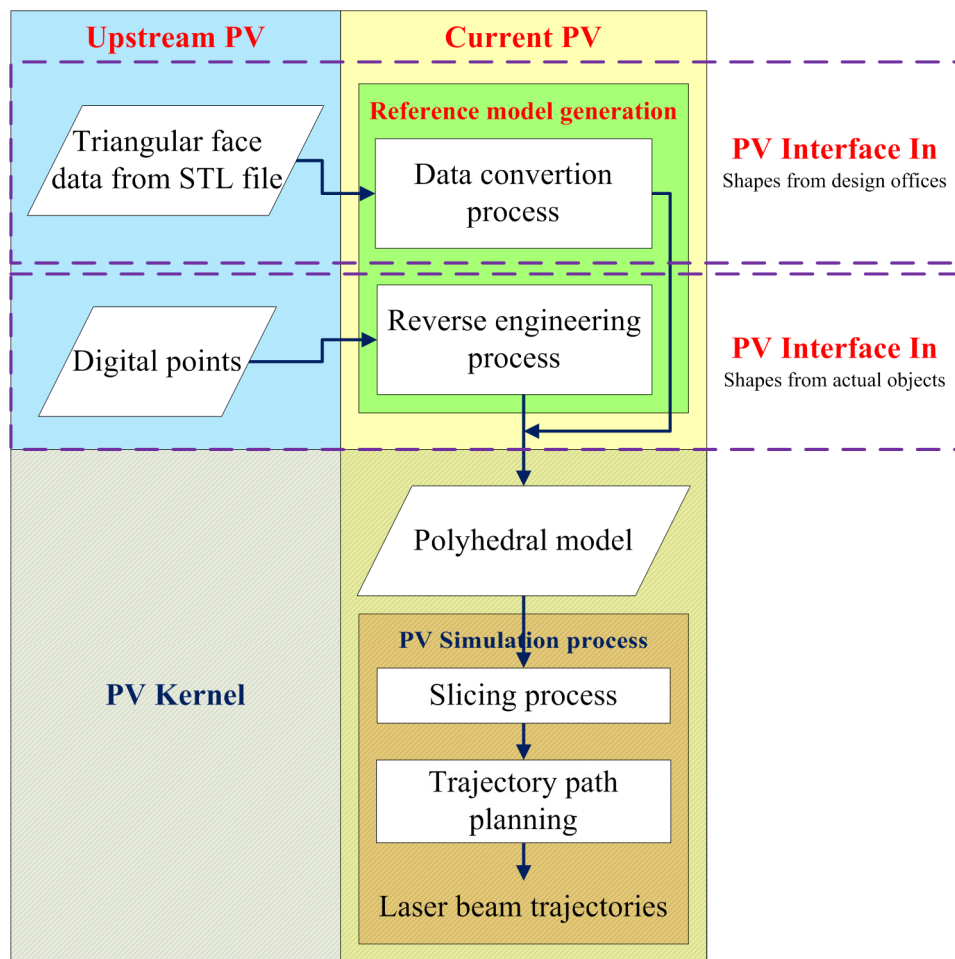 Upstream PV
Current PV
Reference model generation
Triangular face
data from STL file
Data convertion
process
PV Interface In
Shapes from design offices
Digital points
Reverse engineering
process
PV Interface In
Shapes from actual objects
Polyhedral model
PV Kernel
PV Simulation process
Slicing process
Trajectory path
planning
Laser beam trajectories